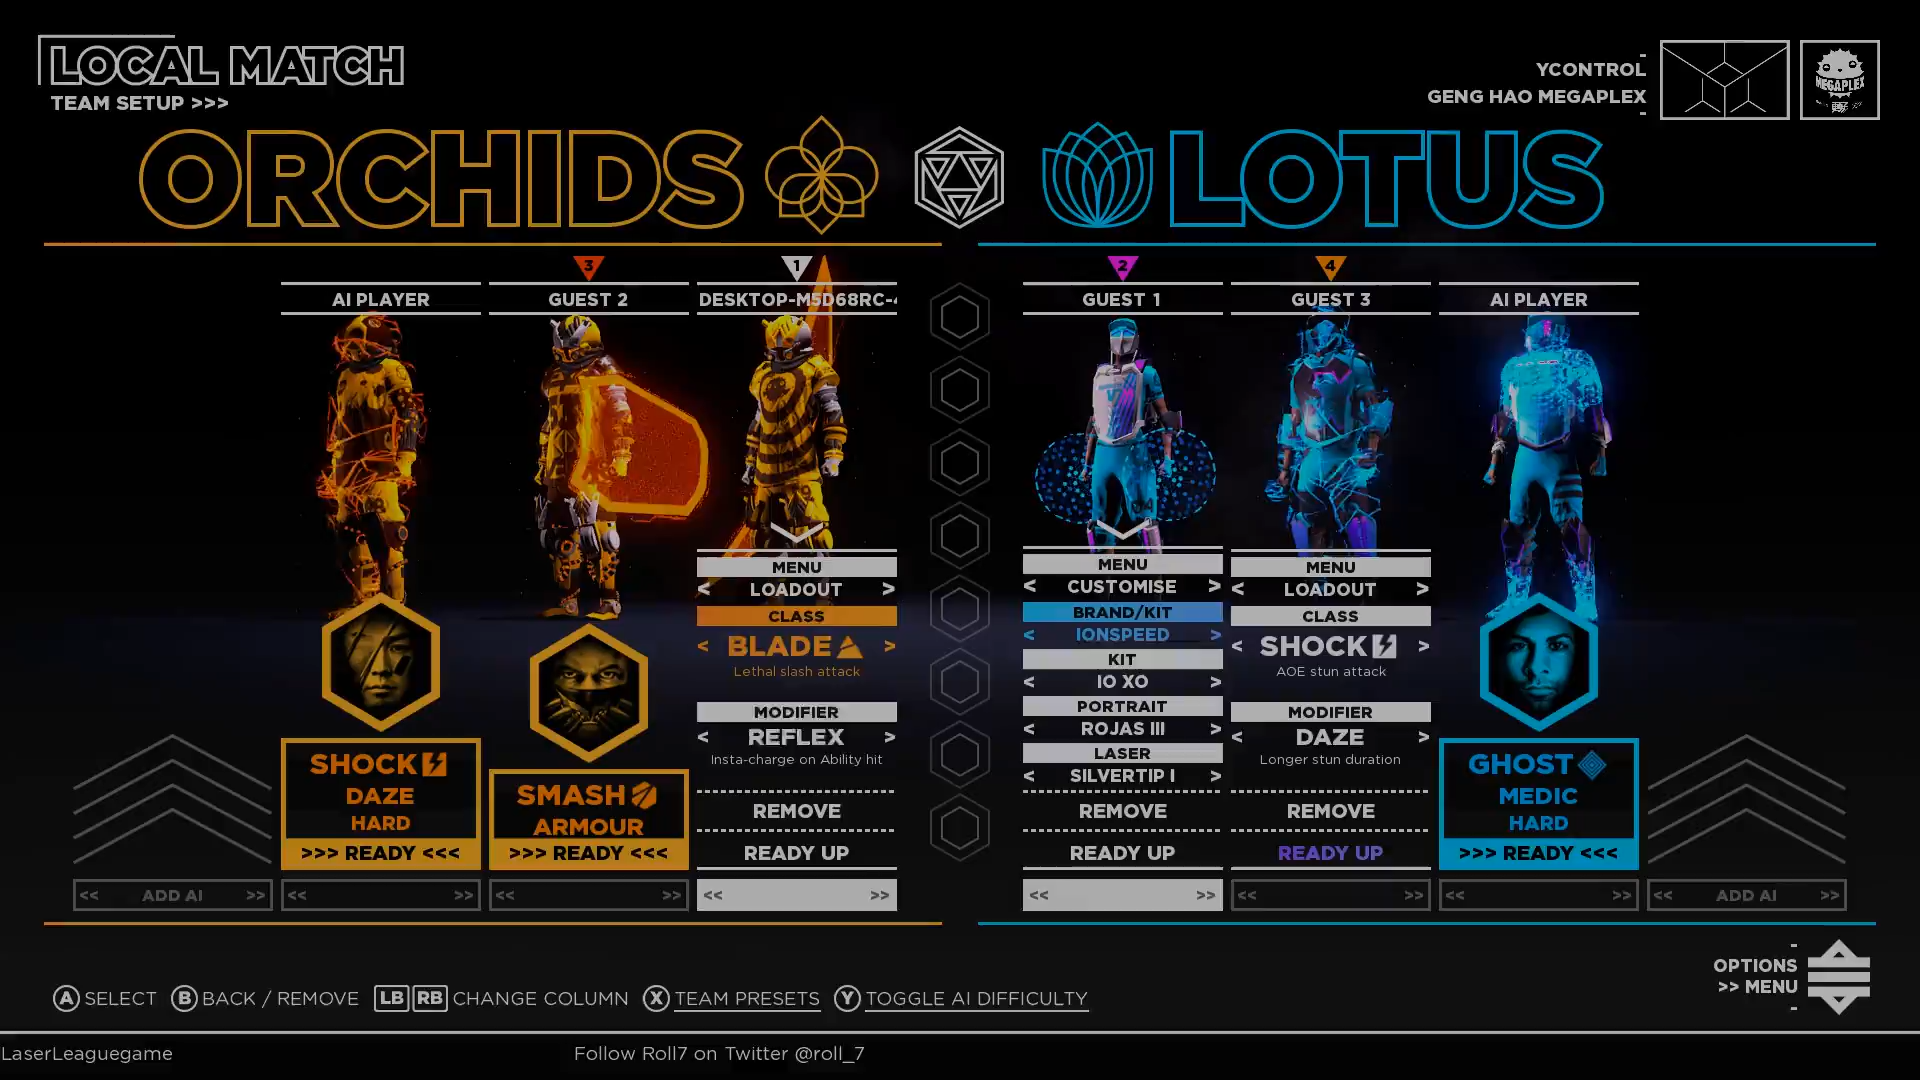 LOCAL MATCH
TEAM SETUP >>>
YCONTROL
GENG HAO MEGAPLEX
MEGAPLEX
ORCHIDS
LOTUS
3
1
2
4
AI PLAYER
GUEST 2
DESKTOP-M5D68RC-
GUEST 1
GUEST 3
AI PLAYER
MENU
< LOADOUT >
CLASS
< BLADE >
Lethal slash attack
MODIFIER
< REFLEX >
Insta-charge on Ability hit
REMOVE
READY UP
<< >>
MENU
< CUSTOMISE >
BRAND/KIT
< IONSPEED >
KIT
< IO XO >
PORTRAIT
< ROJAS III >
LASER
< SILVERTIP I >
REMOVE
READY UP
<< >>
MENU
< LOADOUT >
CLASS
< SHOCK >
AOE stun attack
MODIFIER
< DAZE >
Longer stun duration
REMOVE
READY UP
<< >>
SHOCK
DAZE
HARD
>>> READY <<<
<< >>
SMASH
ARMOUR
>>> READY <<<
<< >>
GHOST
MEDIC
HARD
>>> READY <<<
<< >>
<< ADD AI >>
<< ADD AI >>
OPTIONS
>> MENU
A SELECT B BACK / REMOVE LB RB CHANGE COLUMN X TEAM PRESETS Y TOGGLE AI DIFFICULTY
LaserLeaguegame
Follow Roll7 on Twitter @roll_7